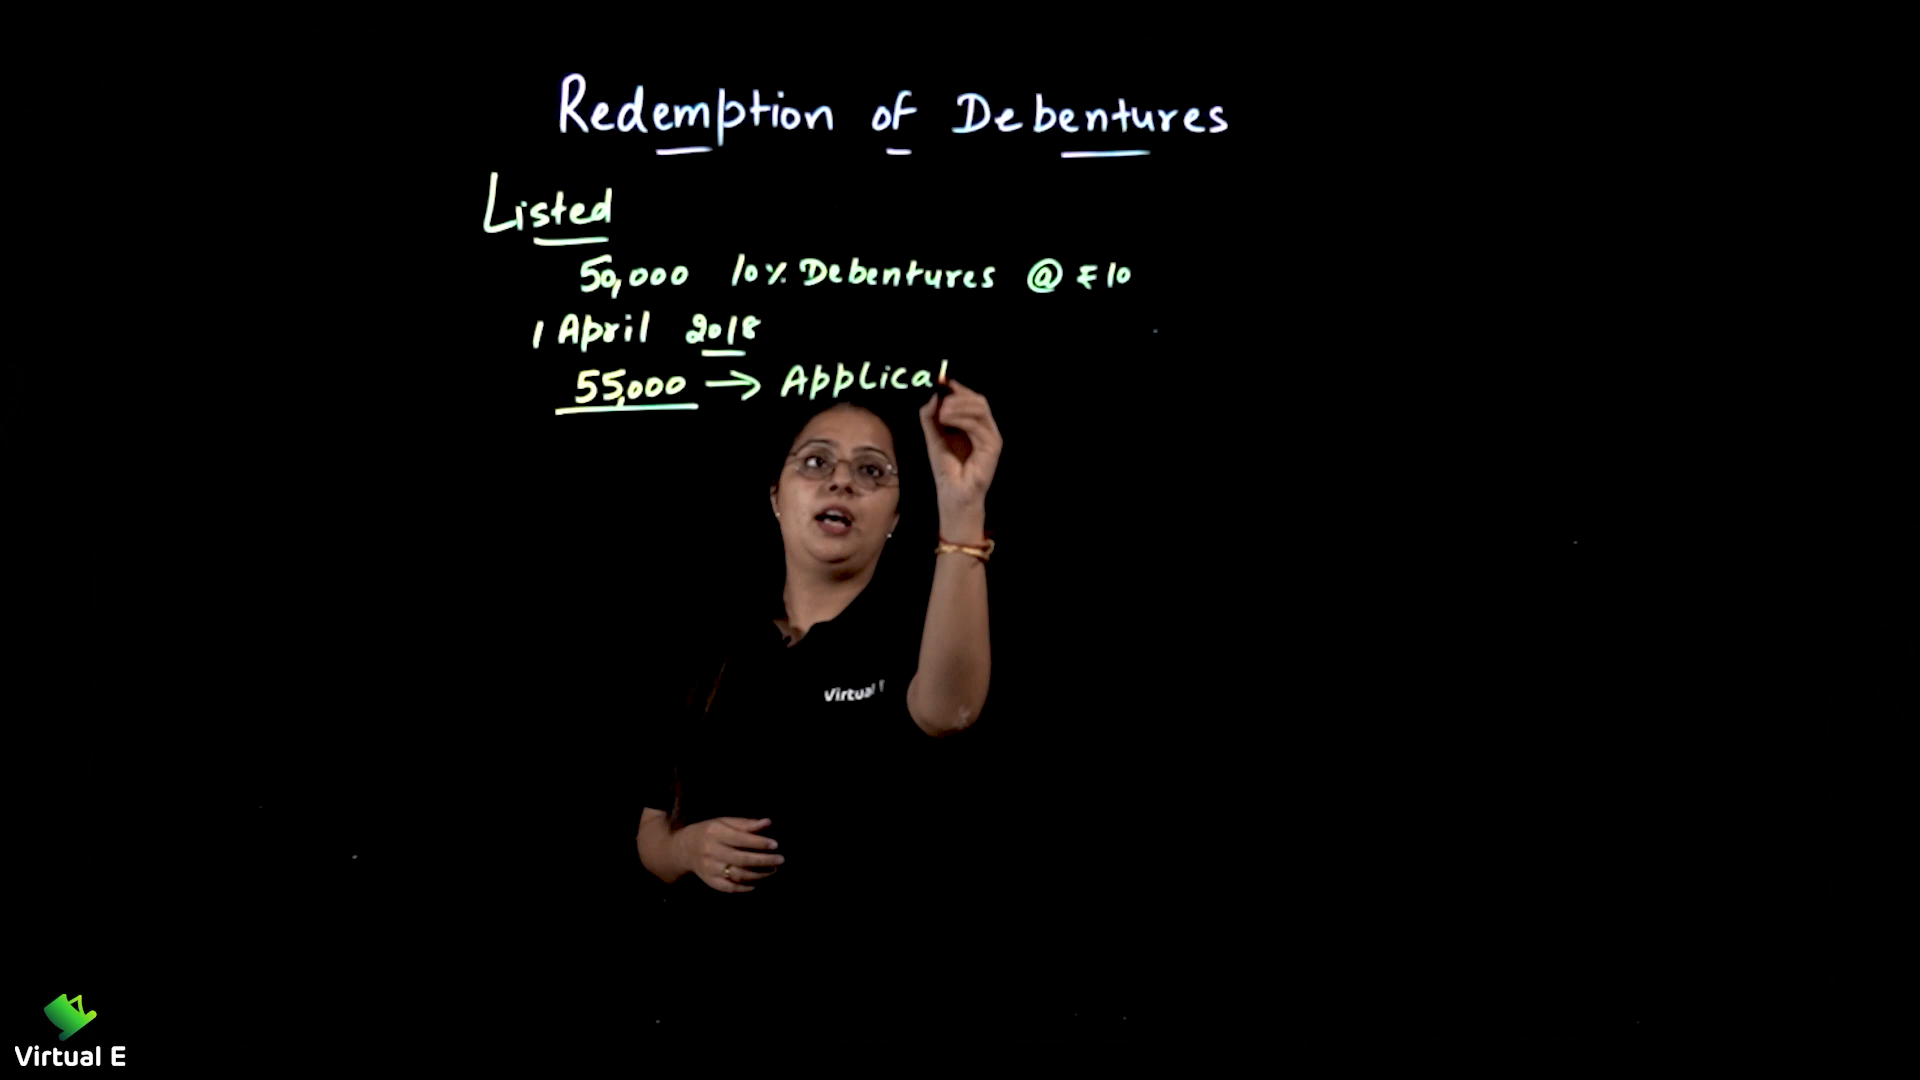 Redemption of Debentures
Listed
50,000 10% Debentures @ ₹10
1 April 2018
55,000 → Applical
Virtual
Virtual E